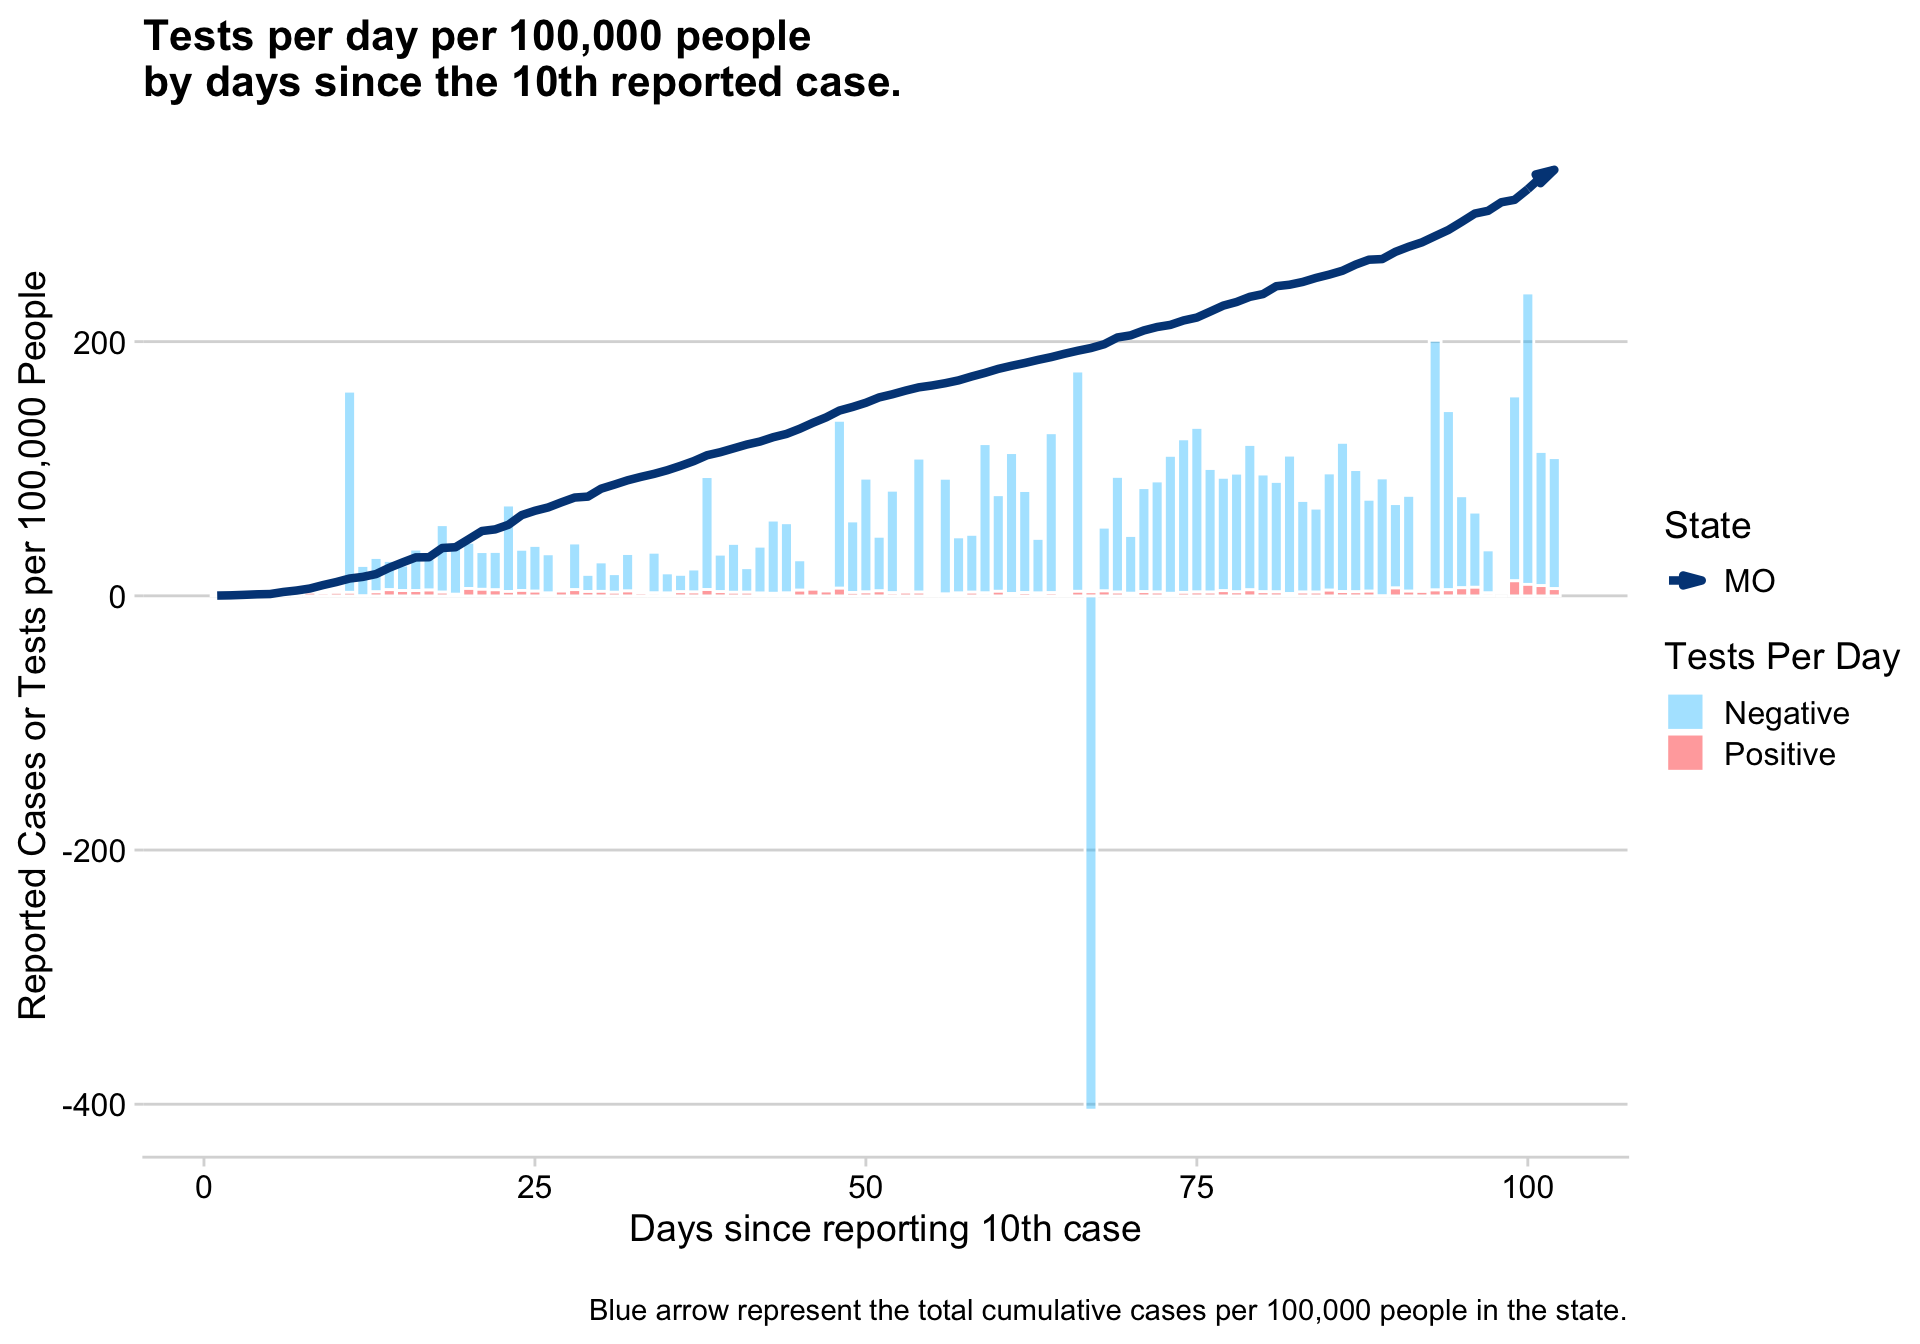 Tests per day per 100,000 people
by days since the 10th reported case.
Reported Cases or Tests per 100,000 People
200
0
-200
-400
0
25
50
75
100
Days since reporting 10th case
State
MO
Tests Per Day
Negative
Positive
Blue arrow represent the total cumulative cases per 100,000 people in the state.